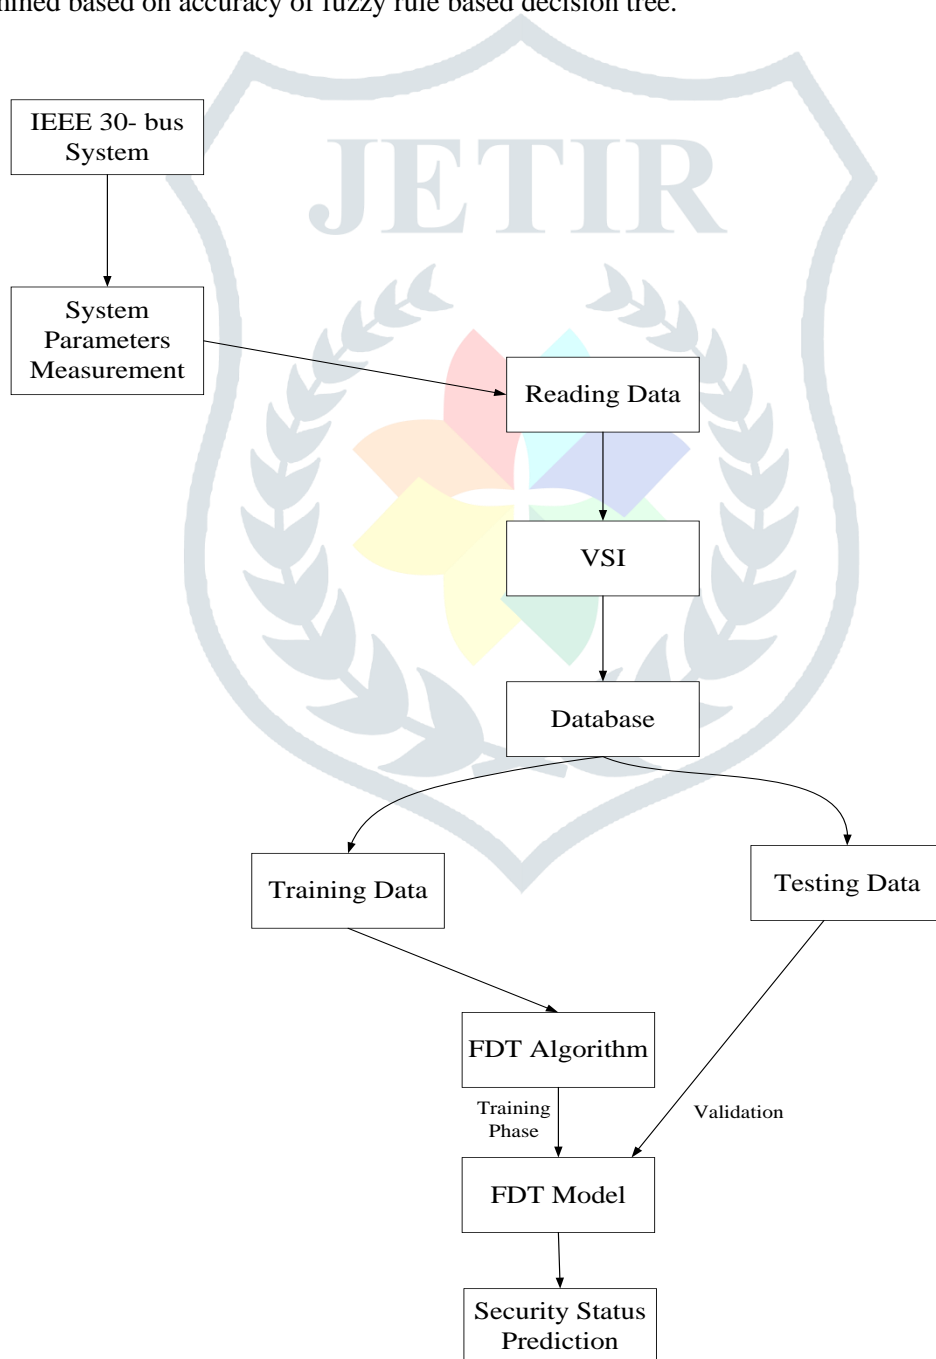 mined based on accuracy of fuzzy rule based decision tree.
JETIR
IEEE 30- bus
System
System
Parameters
Measurement
Reading Data
VSI
Database
Training Data
Testing Data
FDT Algorithm
Training
Phase
Validation
FDT Model
Security Status
Prediction